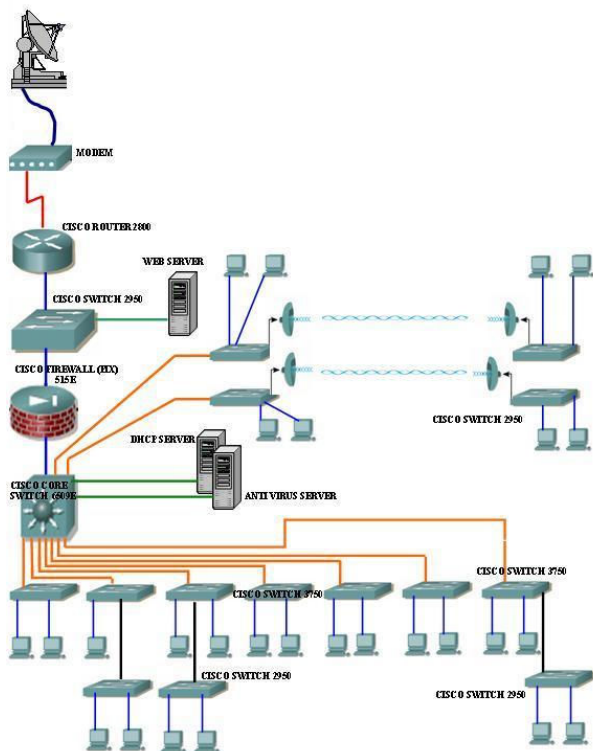 MODEM
CISCO ROUTER 2800
WEB SERVER
CISCO SWITCH 2950
CISCO FIREWALL (PIX)
515E
CISCO SWITCH 2950
DHCP SERVER
CISCO CORE
SWITCH 6509E
ANTI VIRUS SERVER
CISCO SWITCH 3750
CISCO SWITCH 3750
CISCO SWITCH 2950
CISCO SWITCH 2950